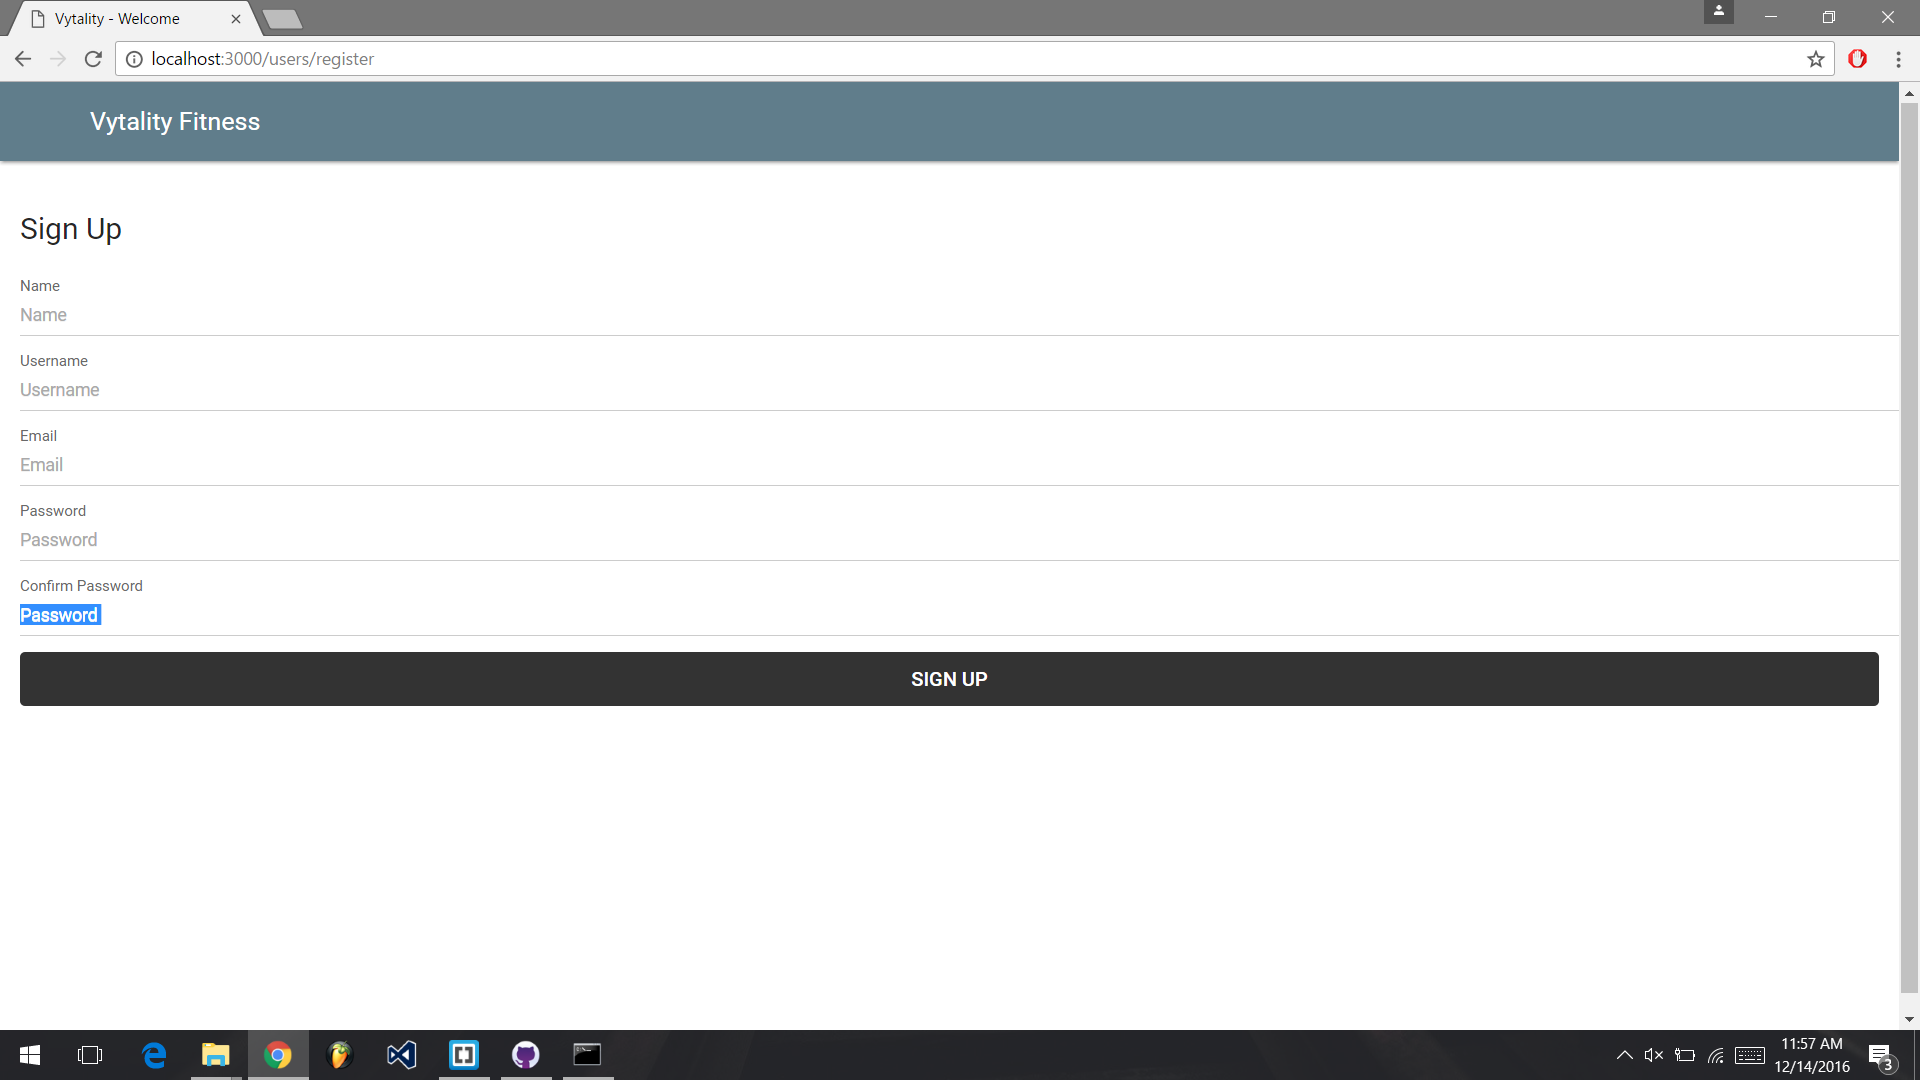 Vytality - Welcome
localhost:3000/users/register
Vytality Fitness
Sign Up
Name
Name
Username
Username
Email
Email
Password
Password
Confirm Password
Password
SIGN UP
11:57 AM
12/14/2016
3